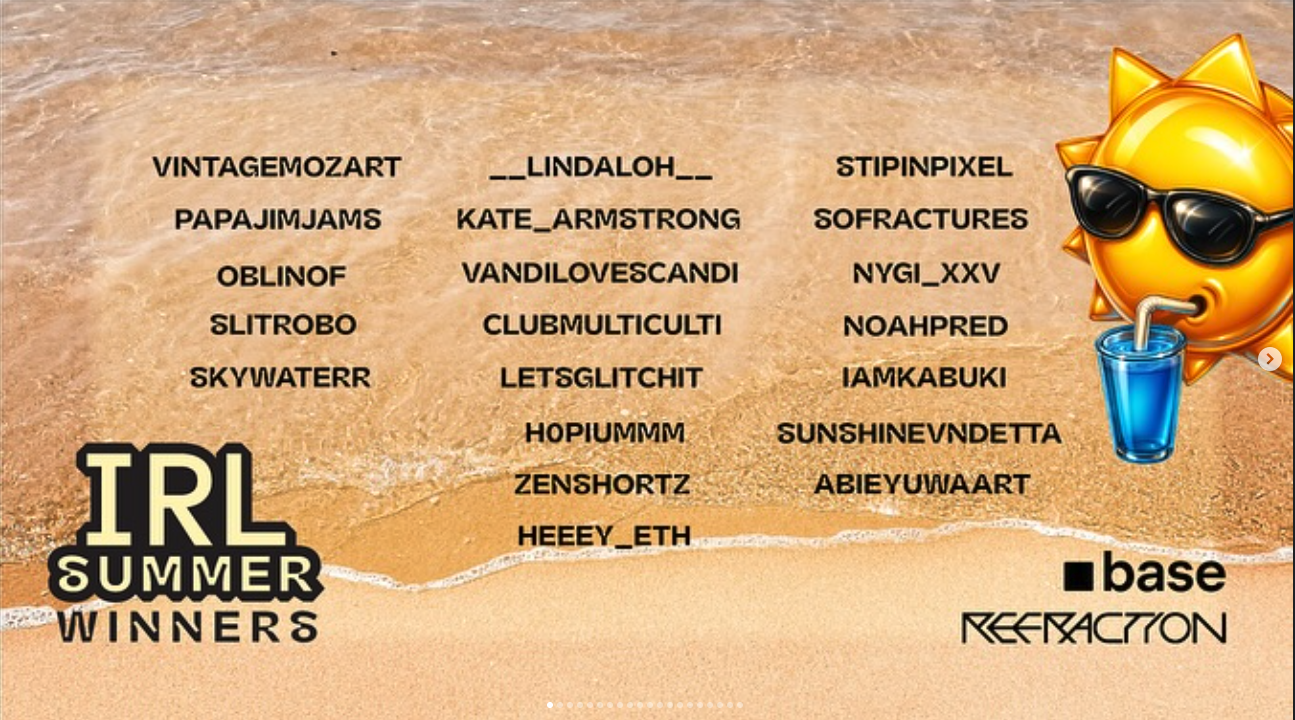 VINTAGEMOZART
PAPAJIMJAMS
OBLINOF
SLITROBO
SKYWATERR
__LINDALOH__
KATE_ARMSTRONG
VANDILOVESCANDI
CLUBMULTICULTI
LETSGLITCHIT
H0PIUMMM
ZENSHORTZ
HEEEY_ETH
STIPINPIXEL
SOFRACTURES
NYGI_XXV
NOAHPRED
IAMKABUKI
SUNSHINEVNDETTA
ABIEYUWAART
IRL
SUMMER
WINNERS
base
REFRACTION